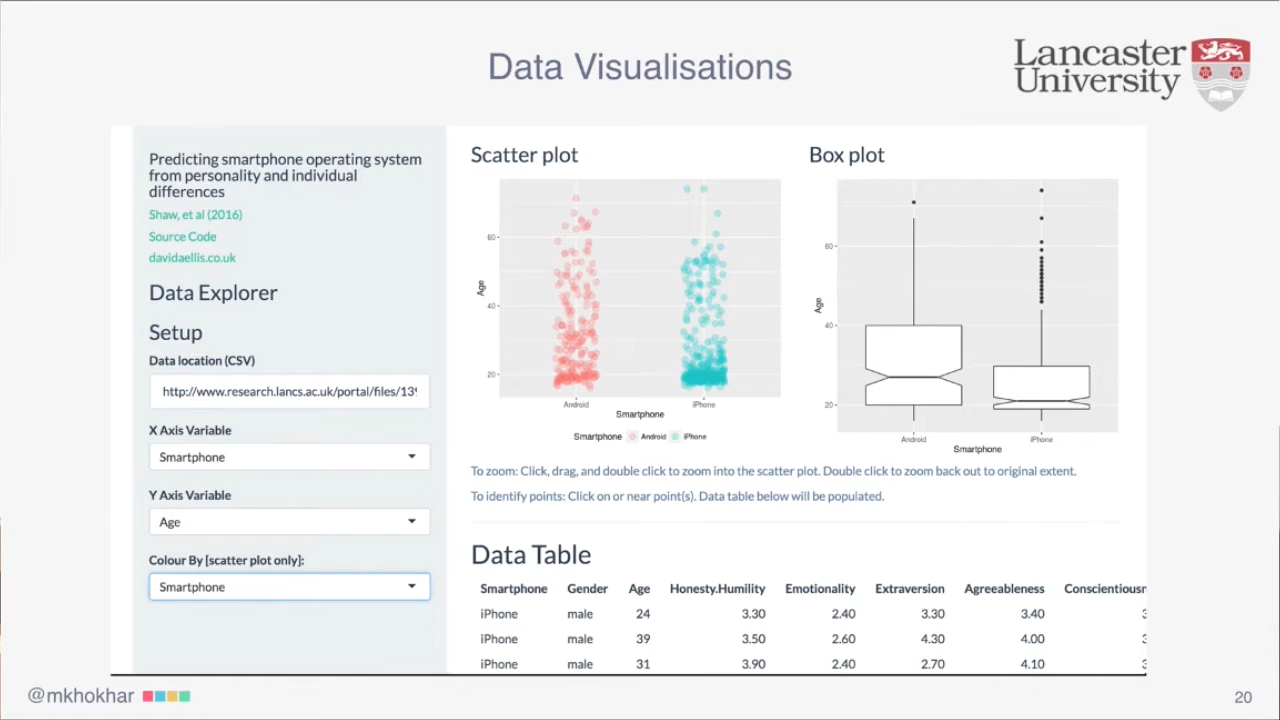 Data Visualisations
Lancaster
University
Predicting smartphone operating system
from personality and individual
differences
Shaw, et al (2016)
Source Code
davidaellis.co.uk
Data Explorer
Setup
Data location (CSV)
http://www.research.lancs.ac.uk/portal/files/13
X Axis Variable
Smartphone
Y Axis Variable
Age
Colour By [scatter plot only]:
Smartphone
Scatter plot
60
40
20
Age
Android iPhone
Smartphone
Smartphone Android iPhone
Box plot
60
40
20
Age
Android iPhone
Smartphone
To zoom: Click, drag, and double click to zoom into the scatter plot. Double click to zoom back out to original extent.
To identify points: Click on or near point(s). Data table below will be populated.
Data Table
Smartphone Gender Age Honesty.Humility Emotionality Extraversion Agreeableness Conscientiousn
iPhone male 24 3.30 2.40 3.30 3.40
iPhone male 39 3.50 2.60 4.30 4.00
iPhone male 31 3.90 2.40 2.70 4.10
@mkhokhar
20